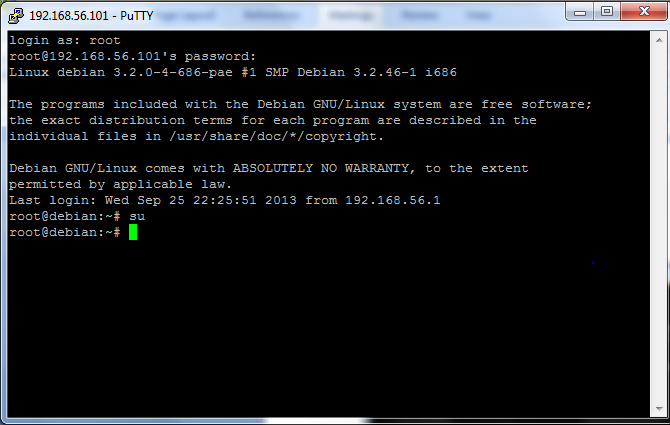 192.168.56.101 - PuTTY
login as: root
root@192.168.56.101's password:
Linux debian 3.2.0-4-686-pae #1 SMP Debian 3.2.46-1 i686
The programs included with the Debian GNU/Linux system are free software;
the exact distribution terms for each program are described in the
individual files in /usr/share/doc/*/copyright.
Debian GNU/Linux comes with ABSOLUTELY NO WARRANTY, to the extent
permitted by applicable law.
Last login: Wed Sep 25 22:25:51 2013 from 192.168.56.1
root@debian:~# su
root@debian:~#